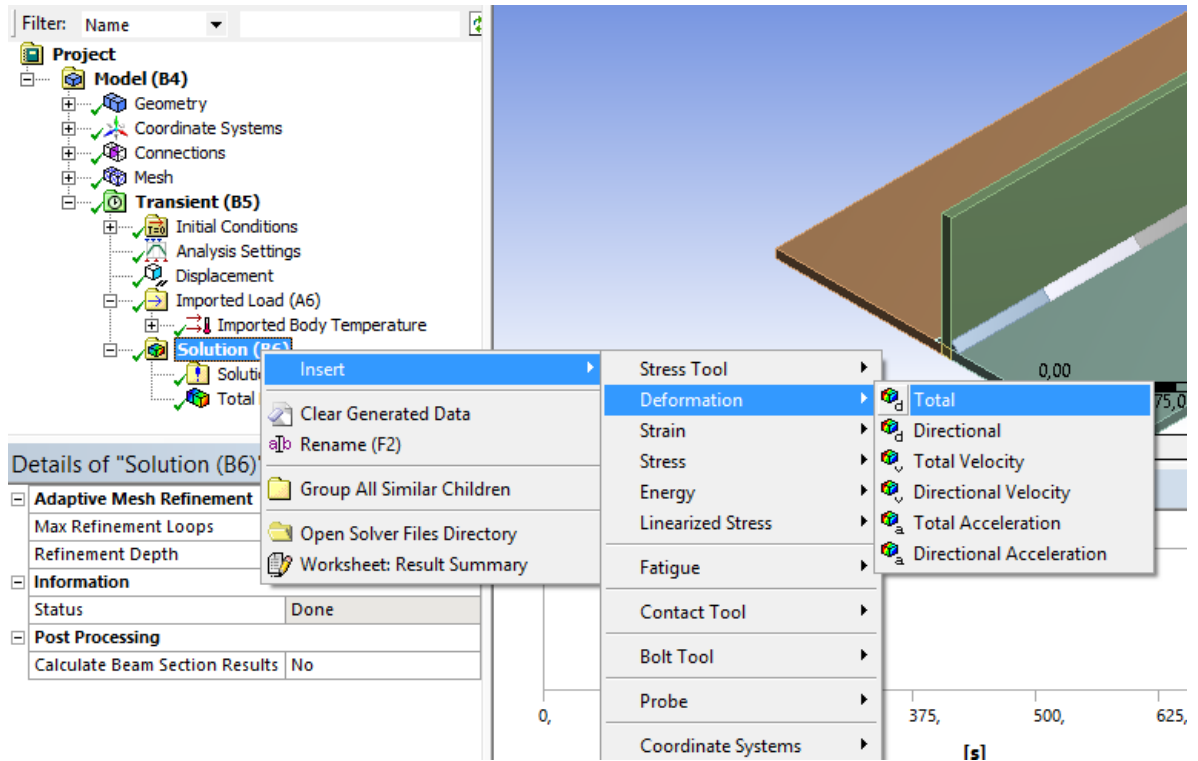 Filter: Name
Project
Model (B4)
Geometry
Coordinate Systems
Connections
Mesh
Transient (B5)
Initial Conditions
T=0
Analysis Settings
Displacement
Imported Load (A6)
Imported Body Temperature
Solution (B6)
Soluti
Total
Insert
Clear Generated Data
Rename (F2)
Group All Similar Children
Open Solver Files Directory
Worksheet: Result Summary
Stress Tool
Deformation
Strain
Stress
Energy
Linearized Stress
Fatigue
Contact Tool
Bolt Tool
Probe
Coordinate Systems
Total
Directional
Total Velocity
Directional Velocity
Total Acceleration
Directional Acceleration
Details of "Solution (B6)"
Adaptive Mesh Refinement
Max Refinement Loops
Refinement Depth
Information
Status Done
Post Processing
Calculate Beam Section Results No
0,00
75,0
0, 375, 500, 625,
[s]